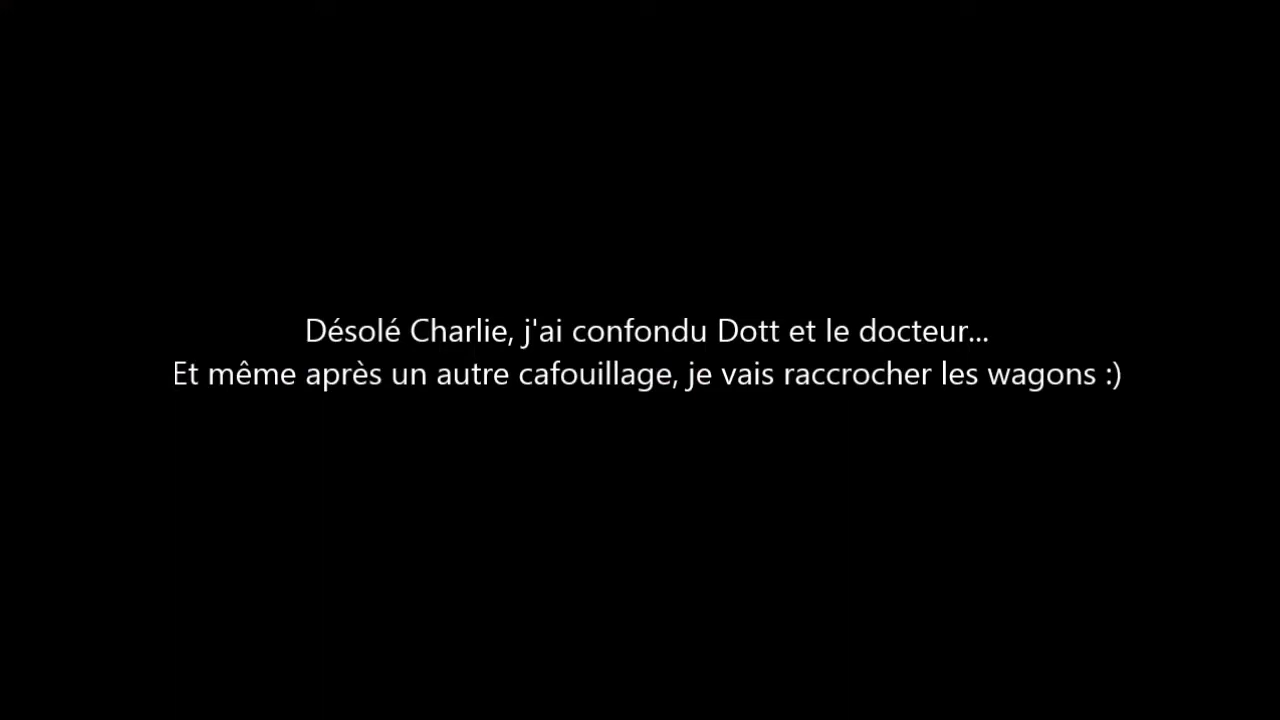 Désolé Charlie, j'ai confondu Dott et le docteur...
Et même après un autre cafouillage, je vais raccrocher les wagons :)